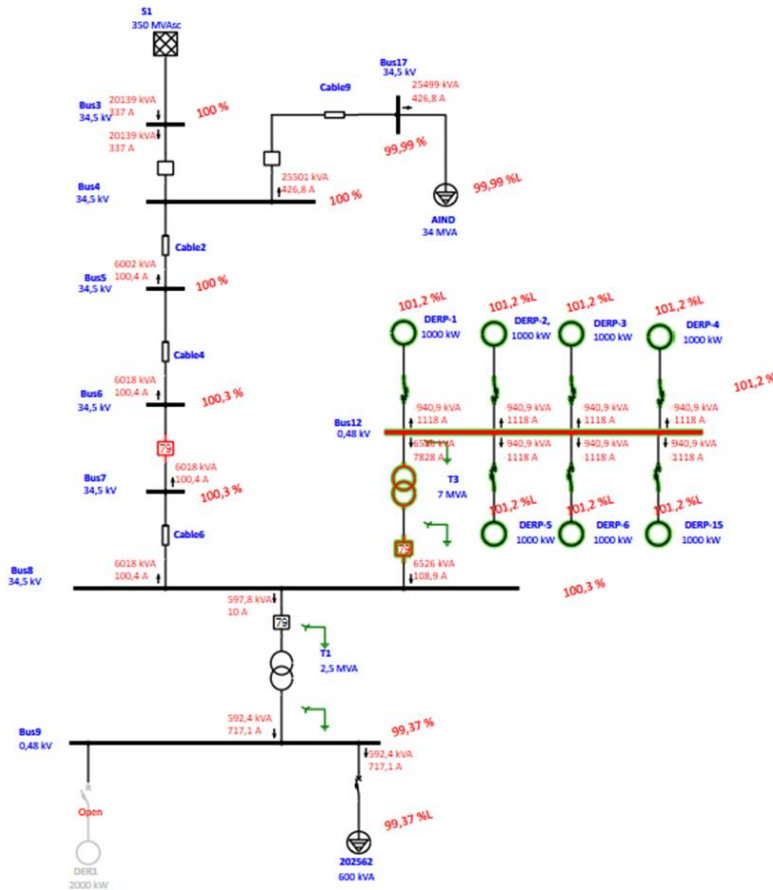 S1
350 MVAsc
Bus3
34,5 kV
20139 kVA
337 A
100 %
20139 kVA
337 A
Bus4
34,5 kV
100 %
Cable9
Bus17
34,5 kV
25499 kVA
426,8 A
99,99 %
25501 kVA
426,8 A
99,99 %L
AIND
34 MVA
Cable2
6002 kVA
100,4 A
Bus5
34,5 kV
100 %
Cable4
6018 kVA
100,4 A
Bus6
34,5 kV
100,3 %
79
6018 kVA
100,4 A
Bus7
34,5 kV
100,3 %
Cable6
6018 kVA
100,4 A
Bus8
34,5 kV
100,3 %
101,2 %L
DERP-1
1000 kW
101,2 %L
DERP-2,
1000 kW
101,2 %L
DERP-3
1000 kW
101,2 %L
DERP-4
1000 kW
101,2 %
940,9 kVA
1118 A
940,9 kVA
1118 A
940,9 kVA
1118 A
940,9 kVA
1118 A
Bus12
0,48 kV
7828 A
940,9 kVA
1118 A
940,9 kVA
1118 A
940,9 kVA
1118 A
T3
7 MVA
101,2 %L
DERP-5
1000 kW
101,2 %L
DERP-6
1000 kW
101,2 %L
DERP-15
1000 kW
79
6526 kVA
108,9 A
597,8 kVA
10 A
79
T1
2,5 MVA
592,4 kVA
717,1 A
Bus9
0,48 kV
99,37 %
592,4 kVA
717,1 A
Open
DER1
2000 kW
99,37 %L
202562
600 kVA